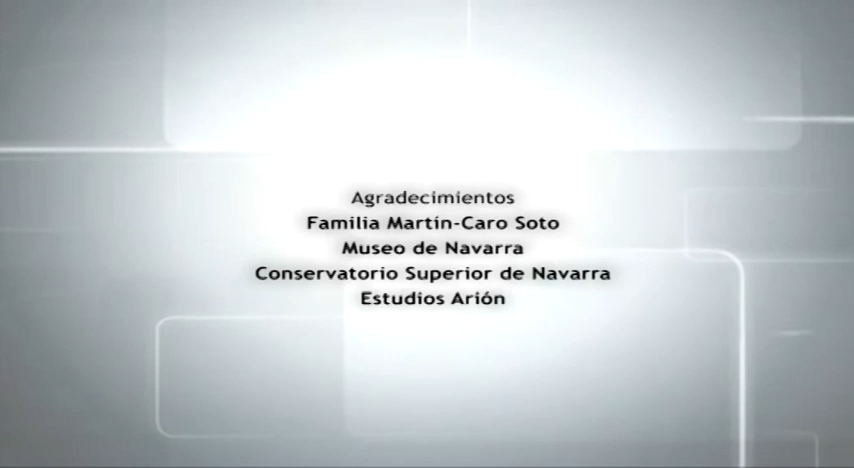 Agradecimientos
Familia Martín-Caro Soto
Museo de Navarra
Conservatorio Superior de Navarra
Estudios Arión